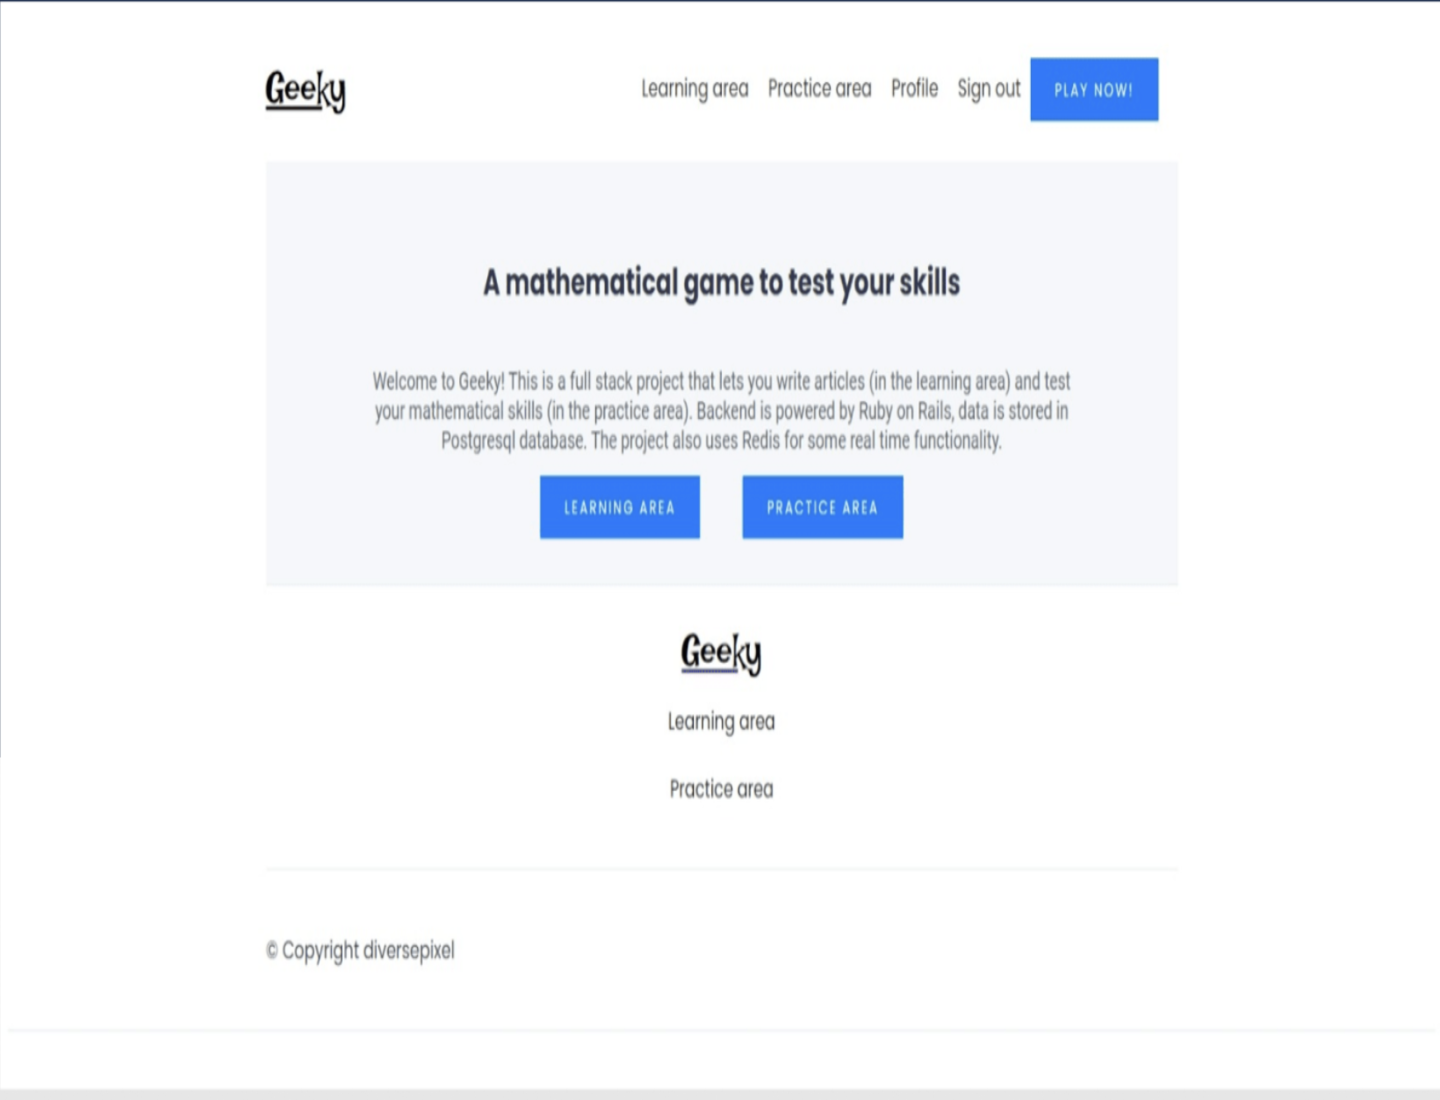 Geeky
Learning area Practice area Profile Sign out PLAY NOW!
A mathematical game to test your skills
Welcome to Geeky! This is a full stack project that lets you write articles (in the learning area) and test
your mathematical skills (in the practice area). Backend is powered by Ruby on Rails, data is stored in
Postgresql database. The project also uses Redis for some real time functionality.
LEARNING AREA PRACTICE AREA
Geeky
Learning area
Practice area
© Copyright diversepixel